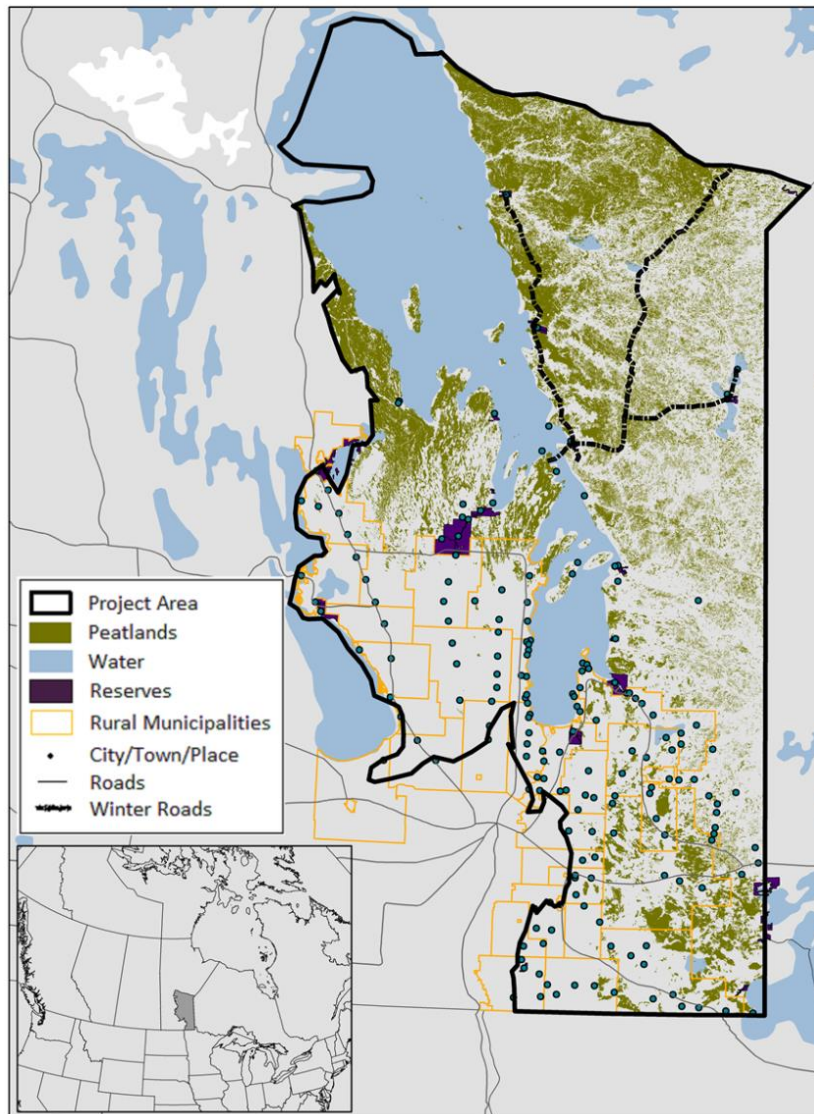 Project Area
Peatlands
Water
Reserves
Rural Municipalities
City/Town/Place
Roads
Winter Roads